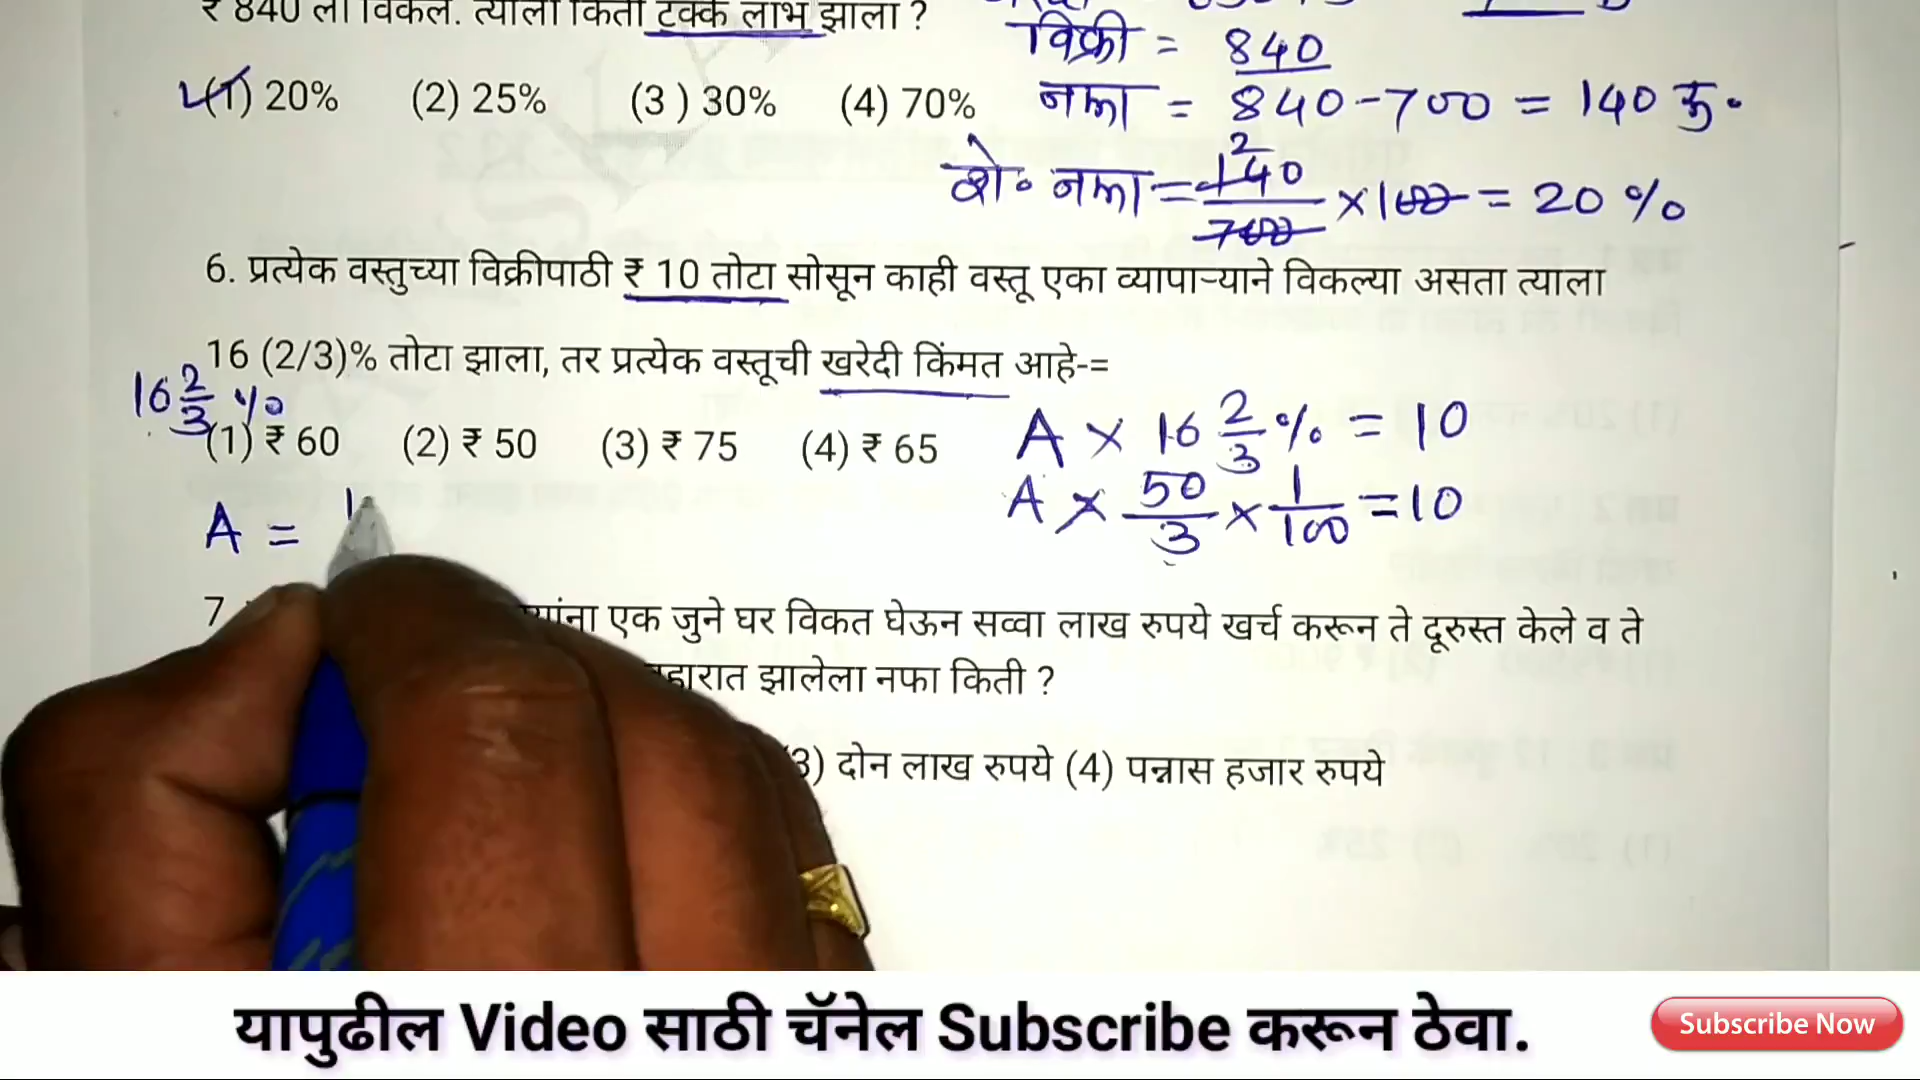 ₹ 840 ला विकले. त्याला किती टक्के लाभ झाला ?
(1) 20% (2) 25% (3 ) 30% (4) 70%
विक्री = 840
नफा = 840-700 = 140 रु.
शे. नफा = 140/700 × 100 = 20 %
2
6. प्रत्येक वस्तुच्या विक्रीपाठी ₹ 10 तोटा सोसून काही वस्तू एका व्यापाऱ्याने विकल्या असता त्याला
16 (2/3)% तोटा झाला, तर प्रत्येक वस्तूची खरेदी किंमत आहे-=
16 2/3 %
(1) ₹ 60 (2) ₹ 50 (3) ₹ 75 (4) ₹ 65
A × 16 2/3 % = 10
A × 50/3 × 1/100 = 10
A = 1
7 एक जुने घर विकत घेऊन सव्वा लाख रुपये खर्च करून ते दूरुस्त केले व ते
झालेला नफा किती ?
3) दोन लाख रुपये (4) पन्नास हजार रुपये
यापुढील Video साठी चॅनेल Subscribe करून ठेवा.
Subscribe Now